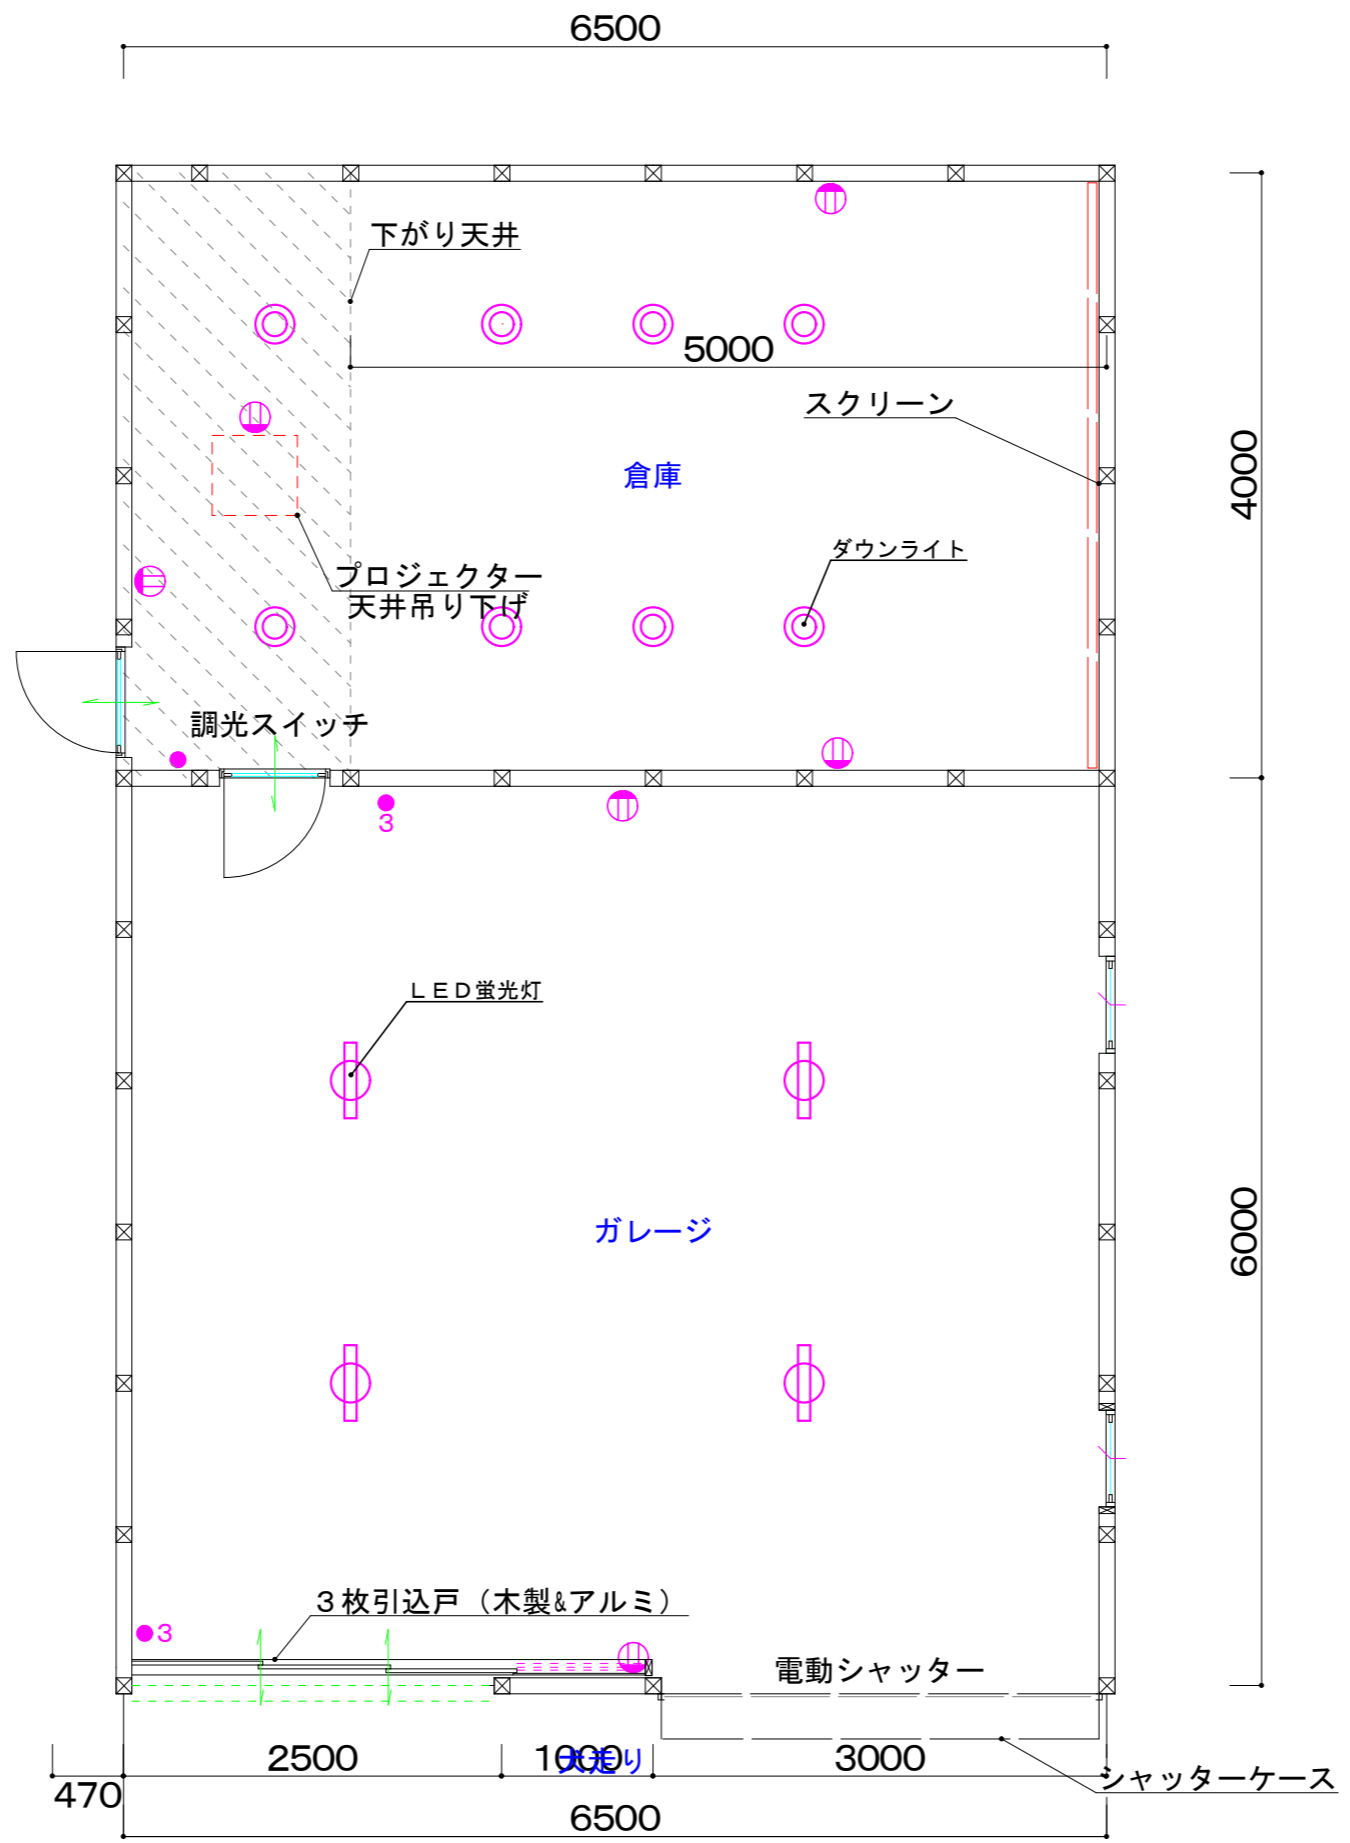 6500
下がり天井
5000
スクリーン
4000
倉庫
ダウンライト
プロジェクター
天井吊り下げ
調光スイッチ
3
LED蛍光灯
ガレージ
6000
3枚引込戸（木製&アルミ）
3
電動シャッター
2500
1000
犬走り
3000
470
シャッターケース
6500